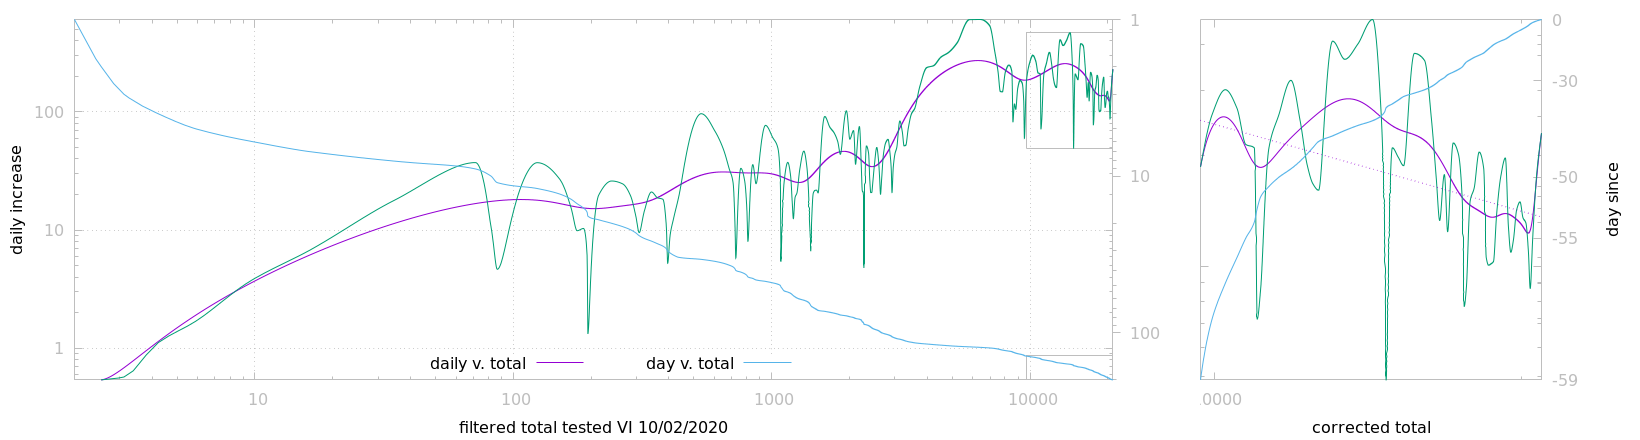 daily increase
100
10
1
10
100
1000
10000
1
10
100
daily v. total
day v. total
filtered total tested VI 10/02/2020
0
-30
-50
-55
-59
.0000
day since
corrected total